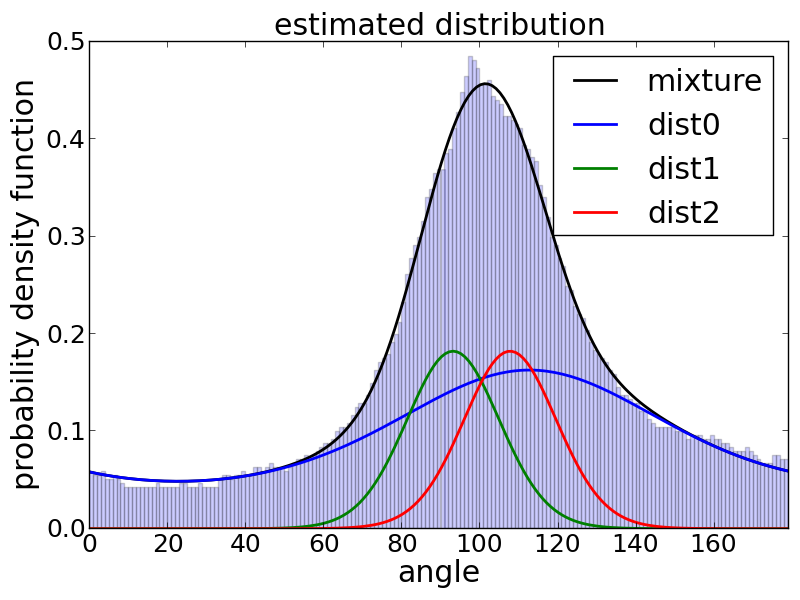 estimated distribution
probability density function
0.5
0.4
0.3
0.2
0.1
0.0
mixture
dist0
dist1
dist2
0 20 40 60 80 100 120 140 160
angle